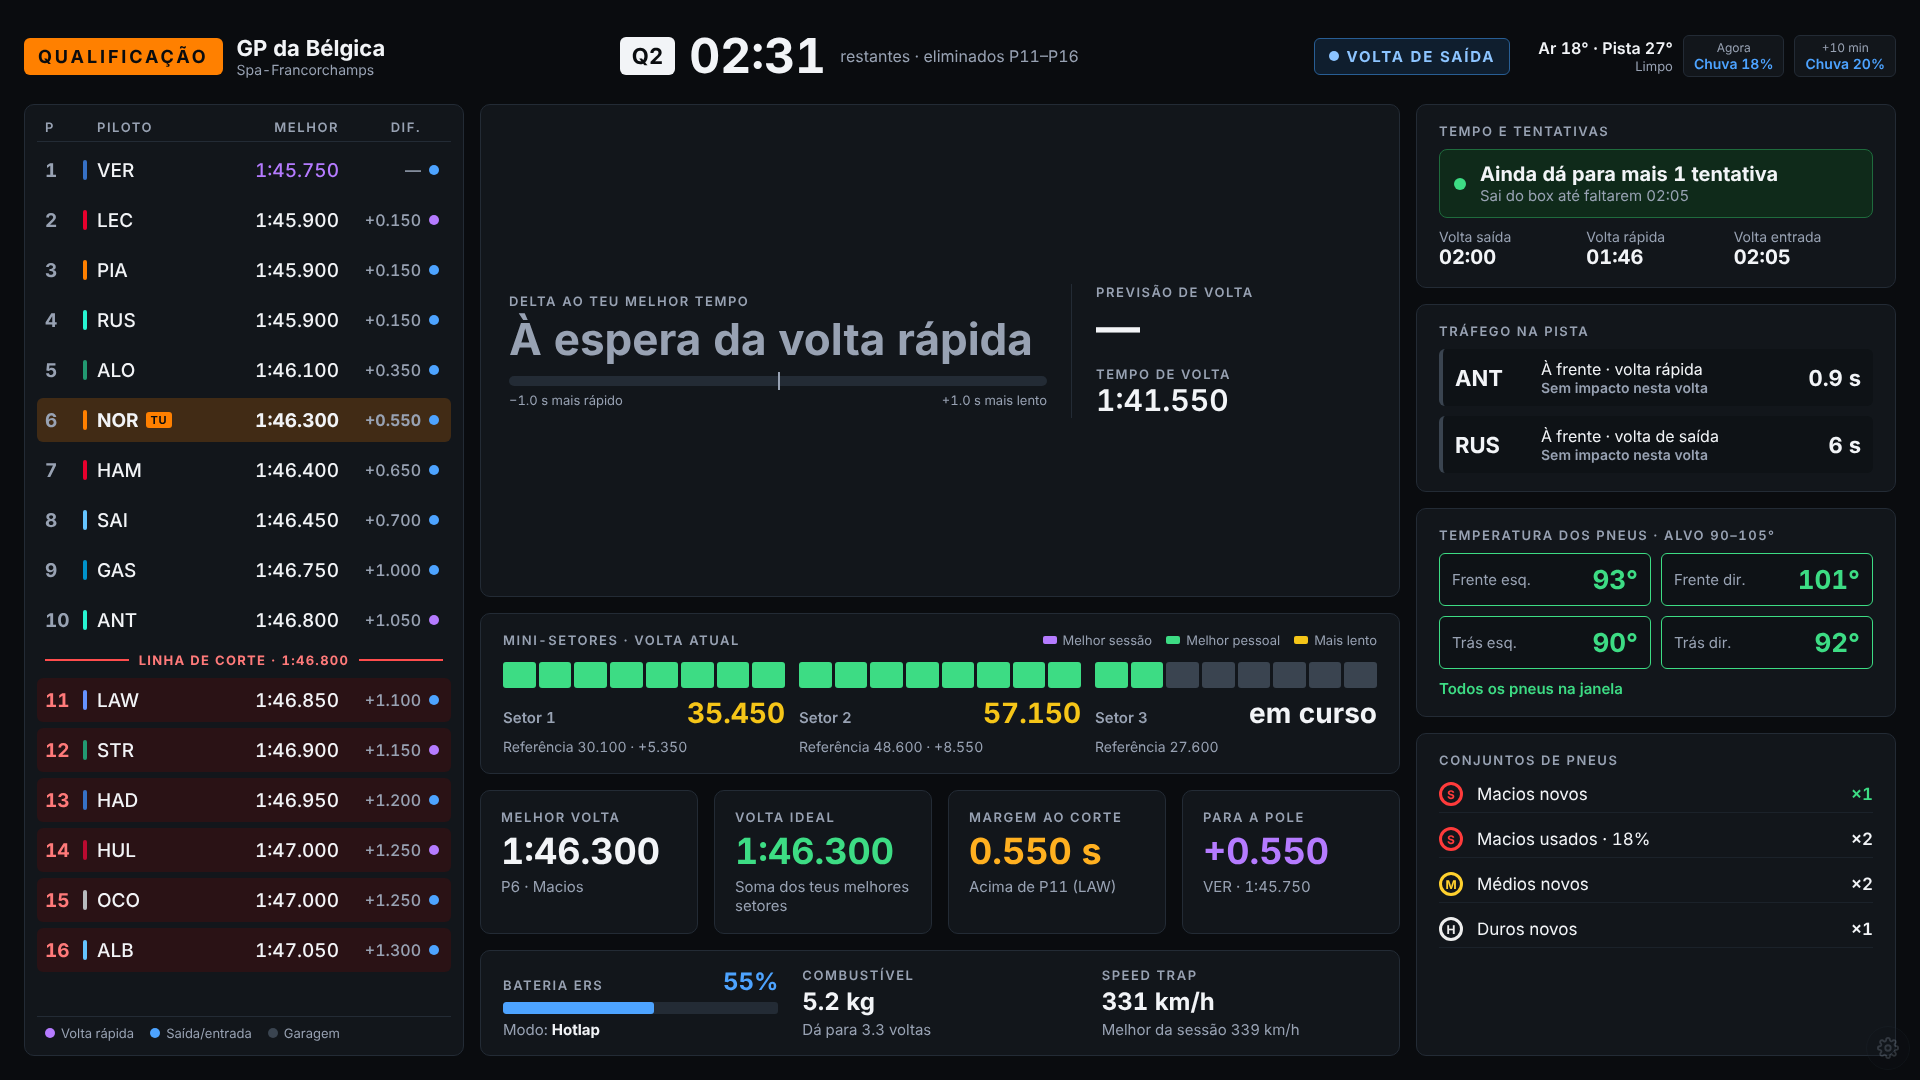 QUALIFICAÇÃO
GP da Bélgica
Spa-Francorchamps
Q2 02:31 restantes · eliminados P11–P16
VOLTA DE SAÍDA
Ar 18° · Pista 27°
Limpo
Agora
Chuva 18%
+10 min
Chuva 20%
P PILOTO MELHOR DIF.
1 VER 1:45.750 —
2 LEC 1:45.900 +0.150
3 PIA 1:45.900 +0.150
4 RUS 1:45.900 +0.150
5 ALO 1:46.100 +0.350
6 NOR TU 1:46.300 +0.550
7 HAM 1:46.400 +0.650
8 SAI 1:46.450 +0.700
9 GAS 1:46.750 +1.000
10 ANT 1:46.800 +1.050
LINHA DE CORTE · 1:46.800
11 LAW 1:46.850 +1.100
12 STR 1:46.900 +1.150
13 HAD 1:46.950 +1.200
14 HUL 1:47.000 +1.250
15 OCO 1:47.000 +1.250
16 ALB 1:47.050 +1.300
Volta rápida Saída/entrada Garagem
DELTA AO TEU MELHOR TEMPO
À espera da volta rápida
−1.0 s mais rápido +1.0 s mais lento
PREVISÃO DE VOLTA
—
TEMPO DE VOLTA
1:41.550
MINI-SETORES · VOLTA ATUAL
Melhor sessão Melhor pessoal Mais lento
Setor 1 35.450
Referência 30.100 · +5.350
Setor 2 57.150
Referência 48.600 · +8.550
Setor 3 em curso
Referência 27.600
MELHOR VOLTA
1:46.300
P6 · Macios
VOLTA IDEAL
1:46.300
Soma dos teus melhores
setores
MARGEM AO CORTE
0.550 s
Acima de P11 (LAW)
PARA A POLE
+0.550
VER · 1:45.750
BATERIA ERS 55%
Modo: Hotlap
COMBUSTÍVEL
5.2 kg
Dá para 3.3 voltas
SPEED TRAP
331 km/h
Melhor da sessão 339 km/h
TEMPO E TENTATIVAS
Ainda dá para mais 1 tentativa
Sai do box até faltarem 02:05
Volta saída
02:00
Volta rápida
01:46
Volta entrada
02:05
TRÁFEGO NA PISTA
ANT À frente · volta rápida 0.9 s
Sem impacto nesta volta
RUS À frente · volta de saída 6 s
Sem impacto nesta volta
TEMPERATURA DOS PNEUS · ALVO 90–105°
Frente esq. 93°
Frente dir. 101°
Trás esq. 90°
Trás dir. 92°
Todos os pneus na janela
CONJUNTOS DE PNEUS
S Macios novos ×1
S Macios usados · 18% ×2
M Médios novos ×2
H Duros novos ×1